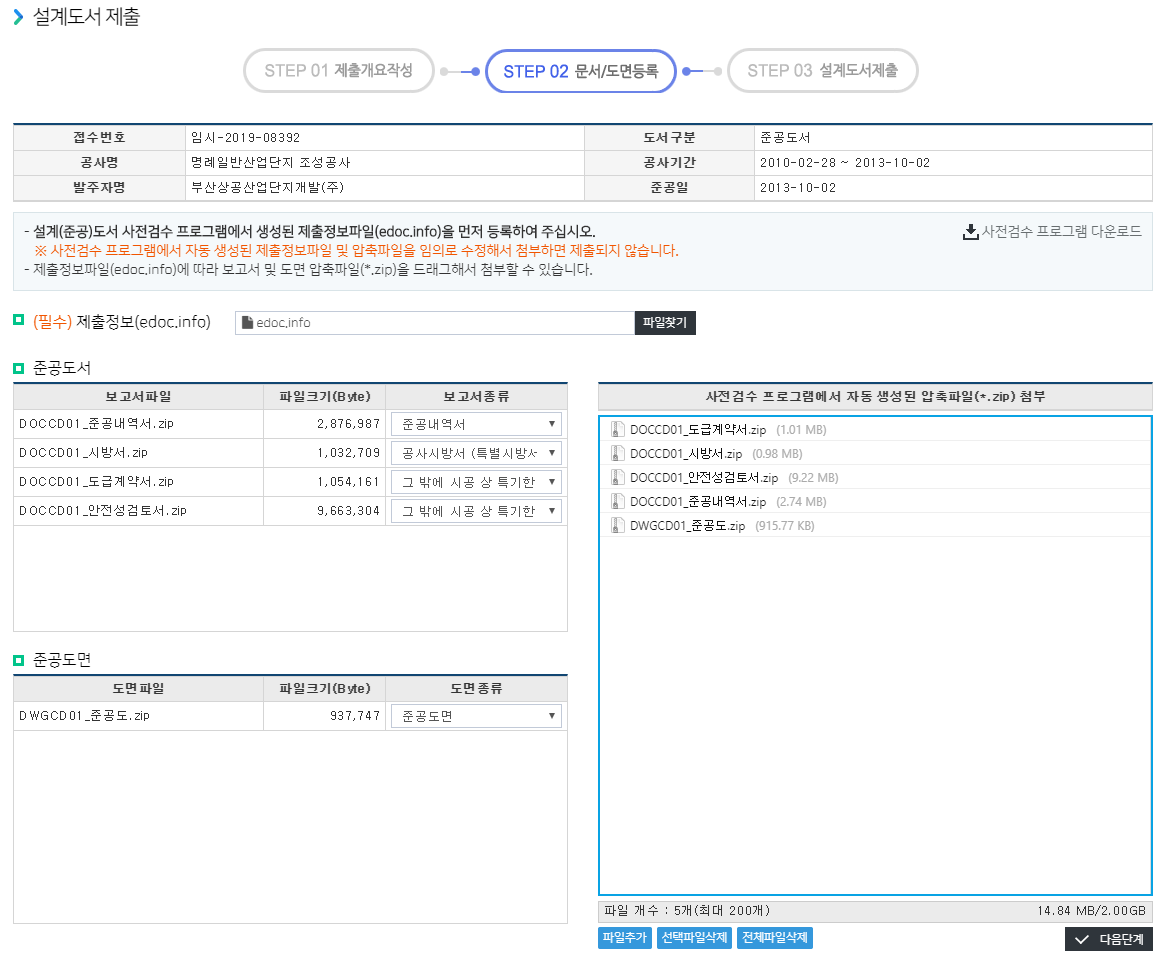 설계도서 제출
STEP 01 제출개요작성 STEP 02 문서/도면등록 STEP 03 설계도서제출
접수번호 임시-2019-08392 도서구분 준공도서
공사명 명례일반산업단지 조성공사 공사기간 2010-02-28 ~ 2013-10-02
발주자명 부산상공산업단지개발(주) 준공일 2013-10-02
- 설계(준공)도서 사전검수 프로그램에서 생성된 제출정보파일(edoc.info)을 먼저 등록하여 주십시오. 사전검수 프로그램 다운로드
※ 사전검수 프로그램에서 자동 생성된 제출정보파일 및 압축파일을 임의로 수정해서 첨부하면 제출되지 않습니다.
- 제출정보파일(edoc.info)에 따라 보고서 및 도면 압축파일(*.zip)을 드래그해서 첨부할 수 있습니다.
(필수) 제출정보(edoc.info) edoc.info 파일찾기
준공도서
보고서파일 파일크기(Byte) 보고서종류
DOCCD01_준공내역서.zip 2,876,987 준공내역서
DOCCD01_시방서.zip 1,032,709 공사시방서 (특별시방서
DOCCD01_도급계약서.zip 1,054,161 그 밖에 시공 상 특기한
DOCCD01_안전성검토서.zip 9,663,304 그 밖에 시공 상 특기한
준공도면
도면파일 파일크기(Byte) 도면종류
DWGCD01_준공도.zip 937,747 준공도면
사전검수 프로그램에서 자동 생성된 압축파일(*.zip) 첨부
DOCCD01_도급계약서.zip (1.01 MB)
DOCCD01_시방서.zip (0.98 MB)
DOCCD01_안전성검토서.zip (9.22 MB)
DOCCD01_준공내역서.zip (2.74 MB)
DWGCD01_준공도.zip (915.77 KB)
파일 개수 : 5개(최대 200개) 14.84 MB/2.00GB
파일추가 선택파일삭제 전체파일삭제 다음단계